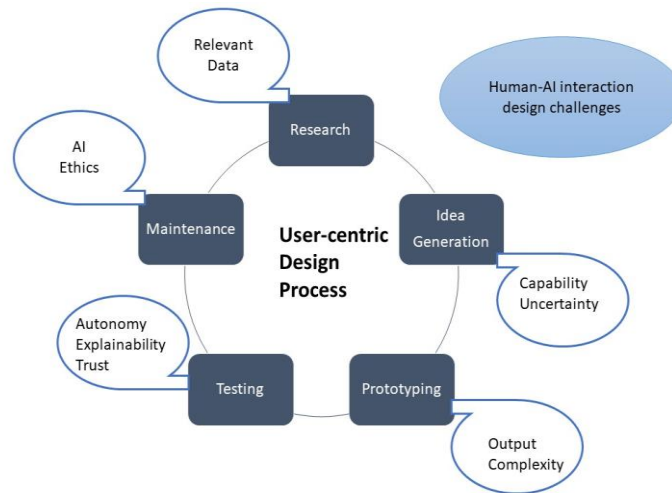 Relevant
Data
Human-AI interaction
design challenges
Research
AI
Ethics
Maintenance
User-centric
Design
Process
Idea
Generation
Capability
Uncertainty
Autonomy
Explainability
Trust
Testing
Prototyping
Output
Complexity